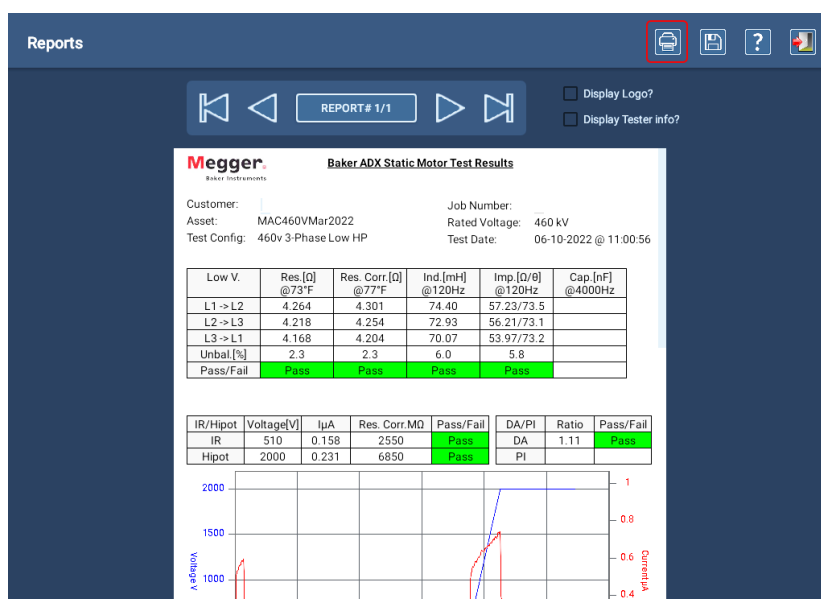 Reports
?
REPORT# 1/1
Display Logo?
Display Tester info?
Megger.
Baker Instruments
Baker ADX Static Motor Test Results
Customer:
Job Number:
Asset: MAC460VMar2022
Rated Voltage: 460 kV
Test Config: 460v 3-Phase Low HP
Test Date: 06-10-2022 @ 11:00:56
Low V. Res.[Ω] @73°F Res. Corr.[Ω] @77°F Ind.[mH] @120Hz Imp.[Ω/θ] @120Hz Cap.[nF] @4000Hz
L1 -> L2 4.264 4.301 74.40 57.23/73.5
L2 -> L3 4.218 4.254 72.93 56.21/73.1
L3 -> L1 4.168 4.204 70.07 53.97/73.2
Unbal.[%] 2.3 2.3 6.0 5.8
Pass/Fail Pass Pass Pass Pass
IR/Hipot Voltage[V] IµA Res. Corr.MΩ Pass/Fail DA/PI Ratio Pass/Fail
IR 510 0.158 2550 Pass DA 1.11 Pass
Hipot 2000 0.231 6850 Pass PI
2000
1500
1000
Voltage V
1
0.8
0.6
0.4
Current µA